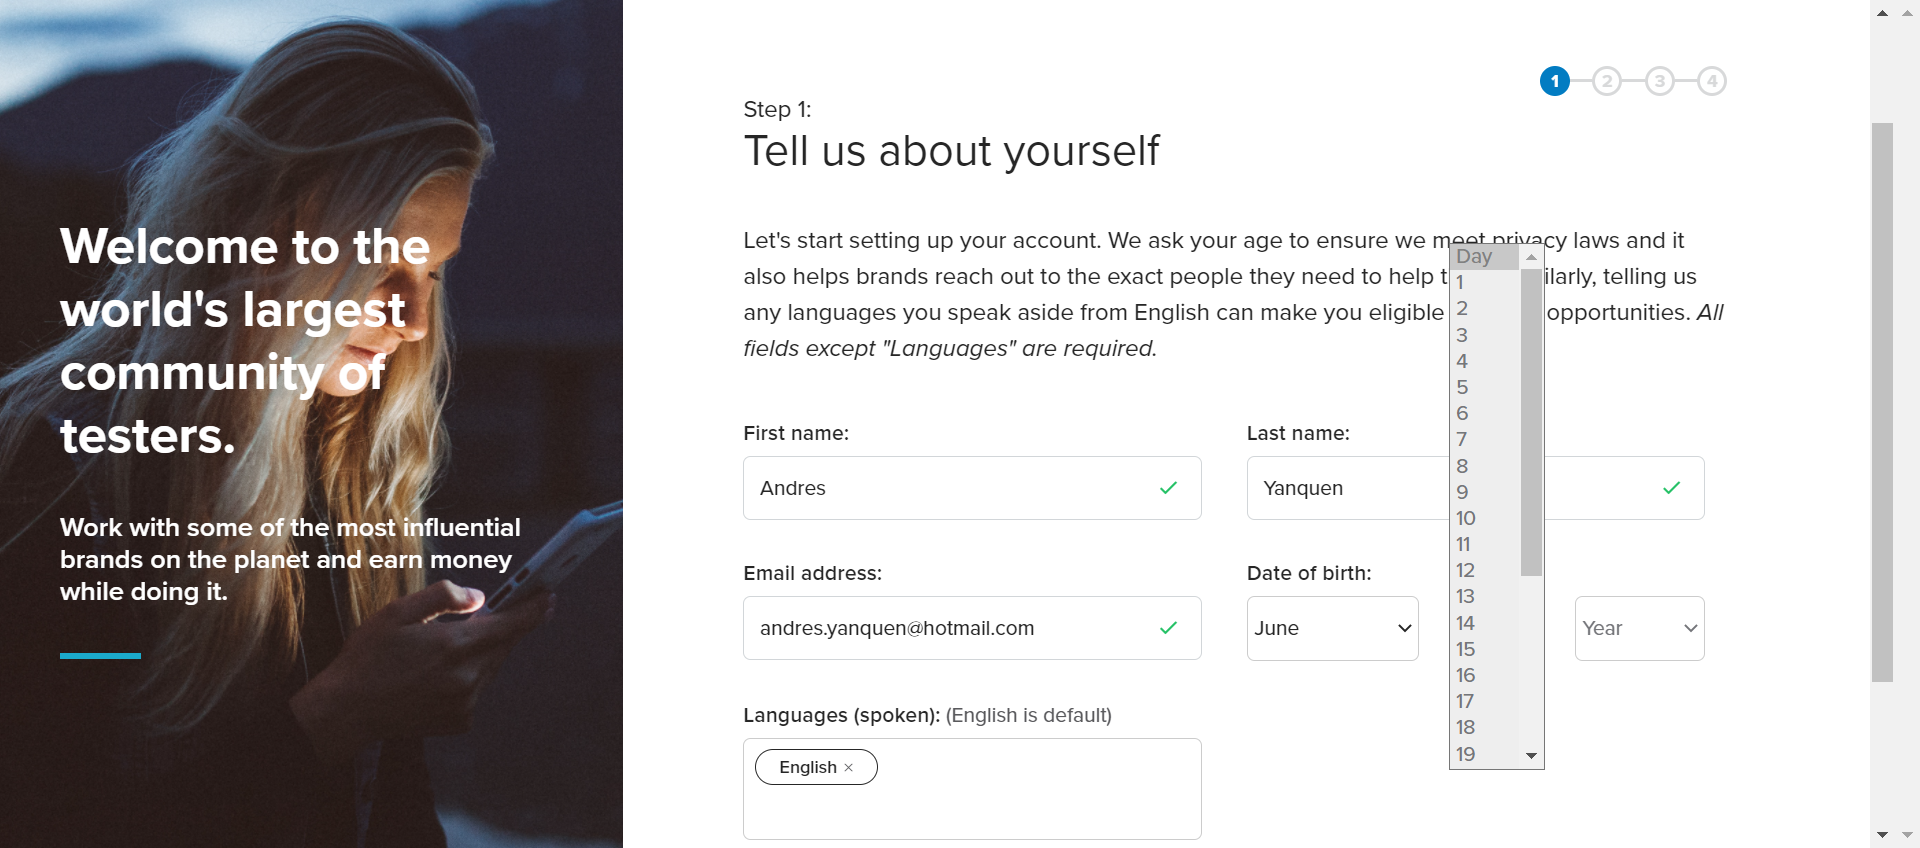 Welcome to the
world's largest
community of
testers.
Work with some of the most influential
brands on the planet and earn money
while doing it.
1
2
3
4
Step 1:
Tell us about yourself
Let's start setting up your account. We ask your age to ensure we meet privacy laws and it
also helps brands reach out to the exact people they need to help telling us
any languages you speak aside from English can make you eligible opportunities. All
fields except "Languages" are required.
First name:
Andres
Last name:
Yanquen
Email address:
andres.yanquen@hotmail.com
Date of birth:
June
Day
1
2
3
4
5
6
7
8
9
10
11
12
13
14
15
16
17
18
19
Year
Languages (spoken): (English is default)
English ×